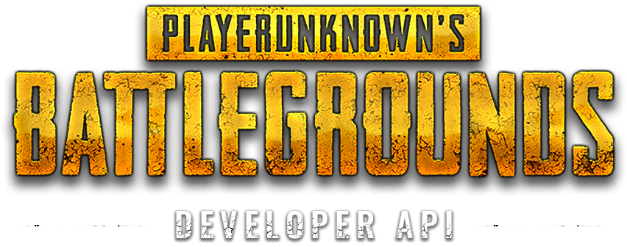 PLAYERUNKNOWN'S
BATTLEGROUNDS
DEVELOPER API